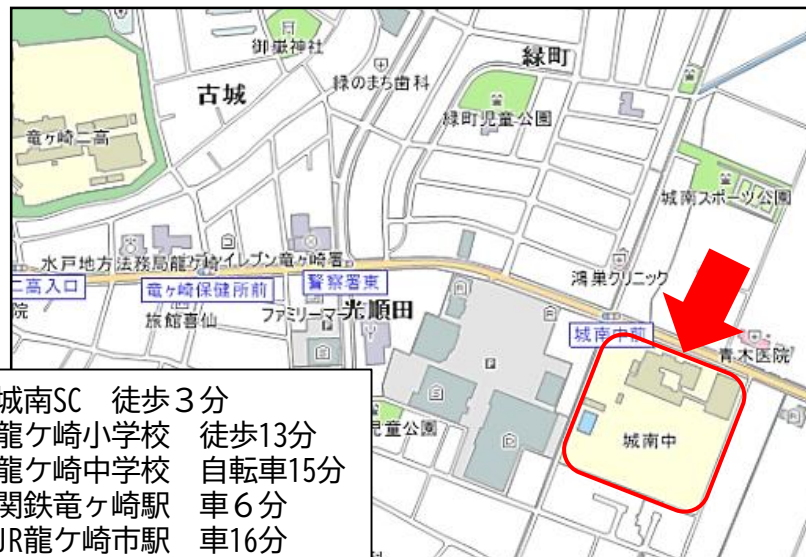 御嶽神社
緑町
古城
緑のまち歯科
緑町児童公園
竜ヶ崎二高
城南スポーツ公園
水戸地方法務局龍ケ
イレブン竜ヶ崎署
鴻巣クリニック
二高入口
竜ヶ崎保健所前
警察署東
院
旅館喜仙
ファミリーマー
光順田
城南中前
青木医院
城南中
児童公園
城南SC 徒歩3分
龍ケ崎小学校 徒歩13分
龍ケ崎中学校 自転車15分
関鉄竜ヶ崎駅 車6分
JR龍ケ崎市駅 車16分
科